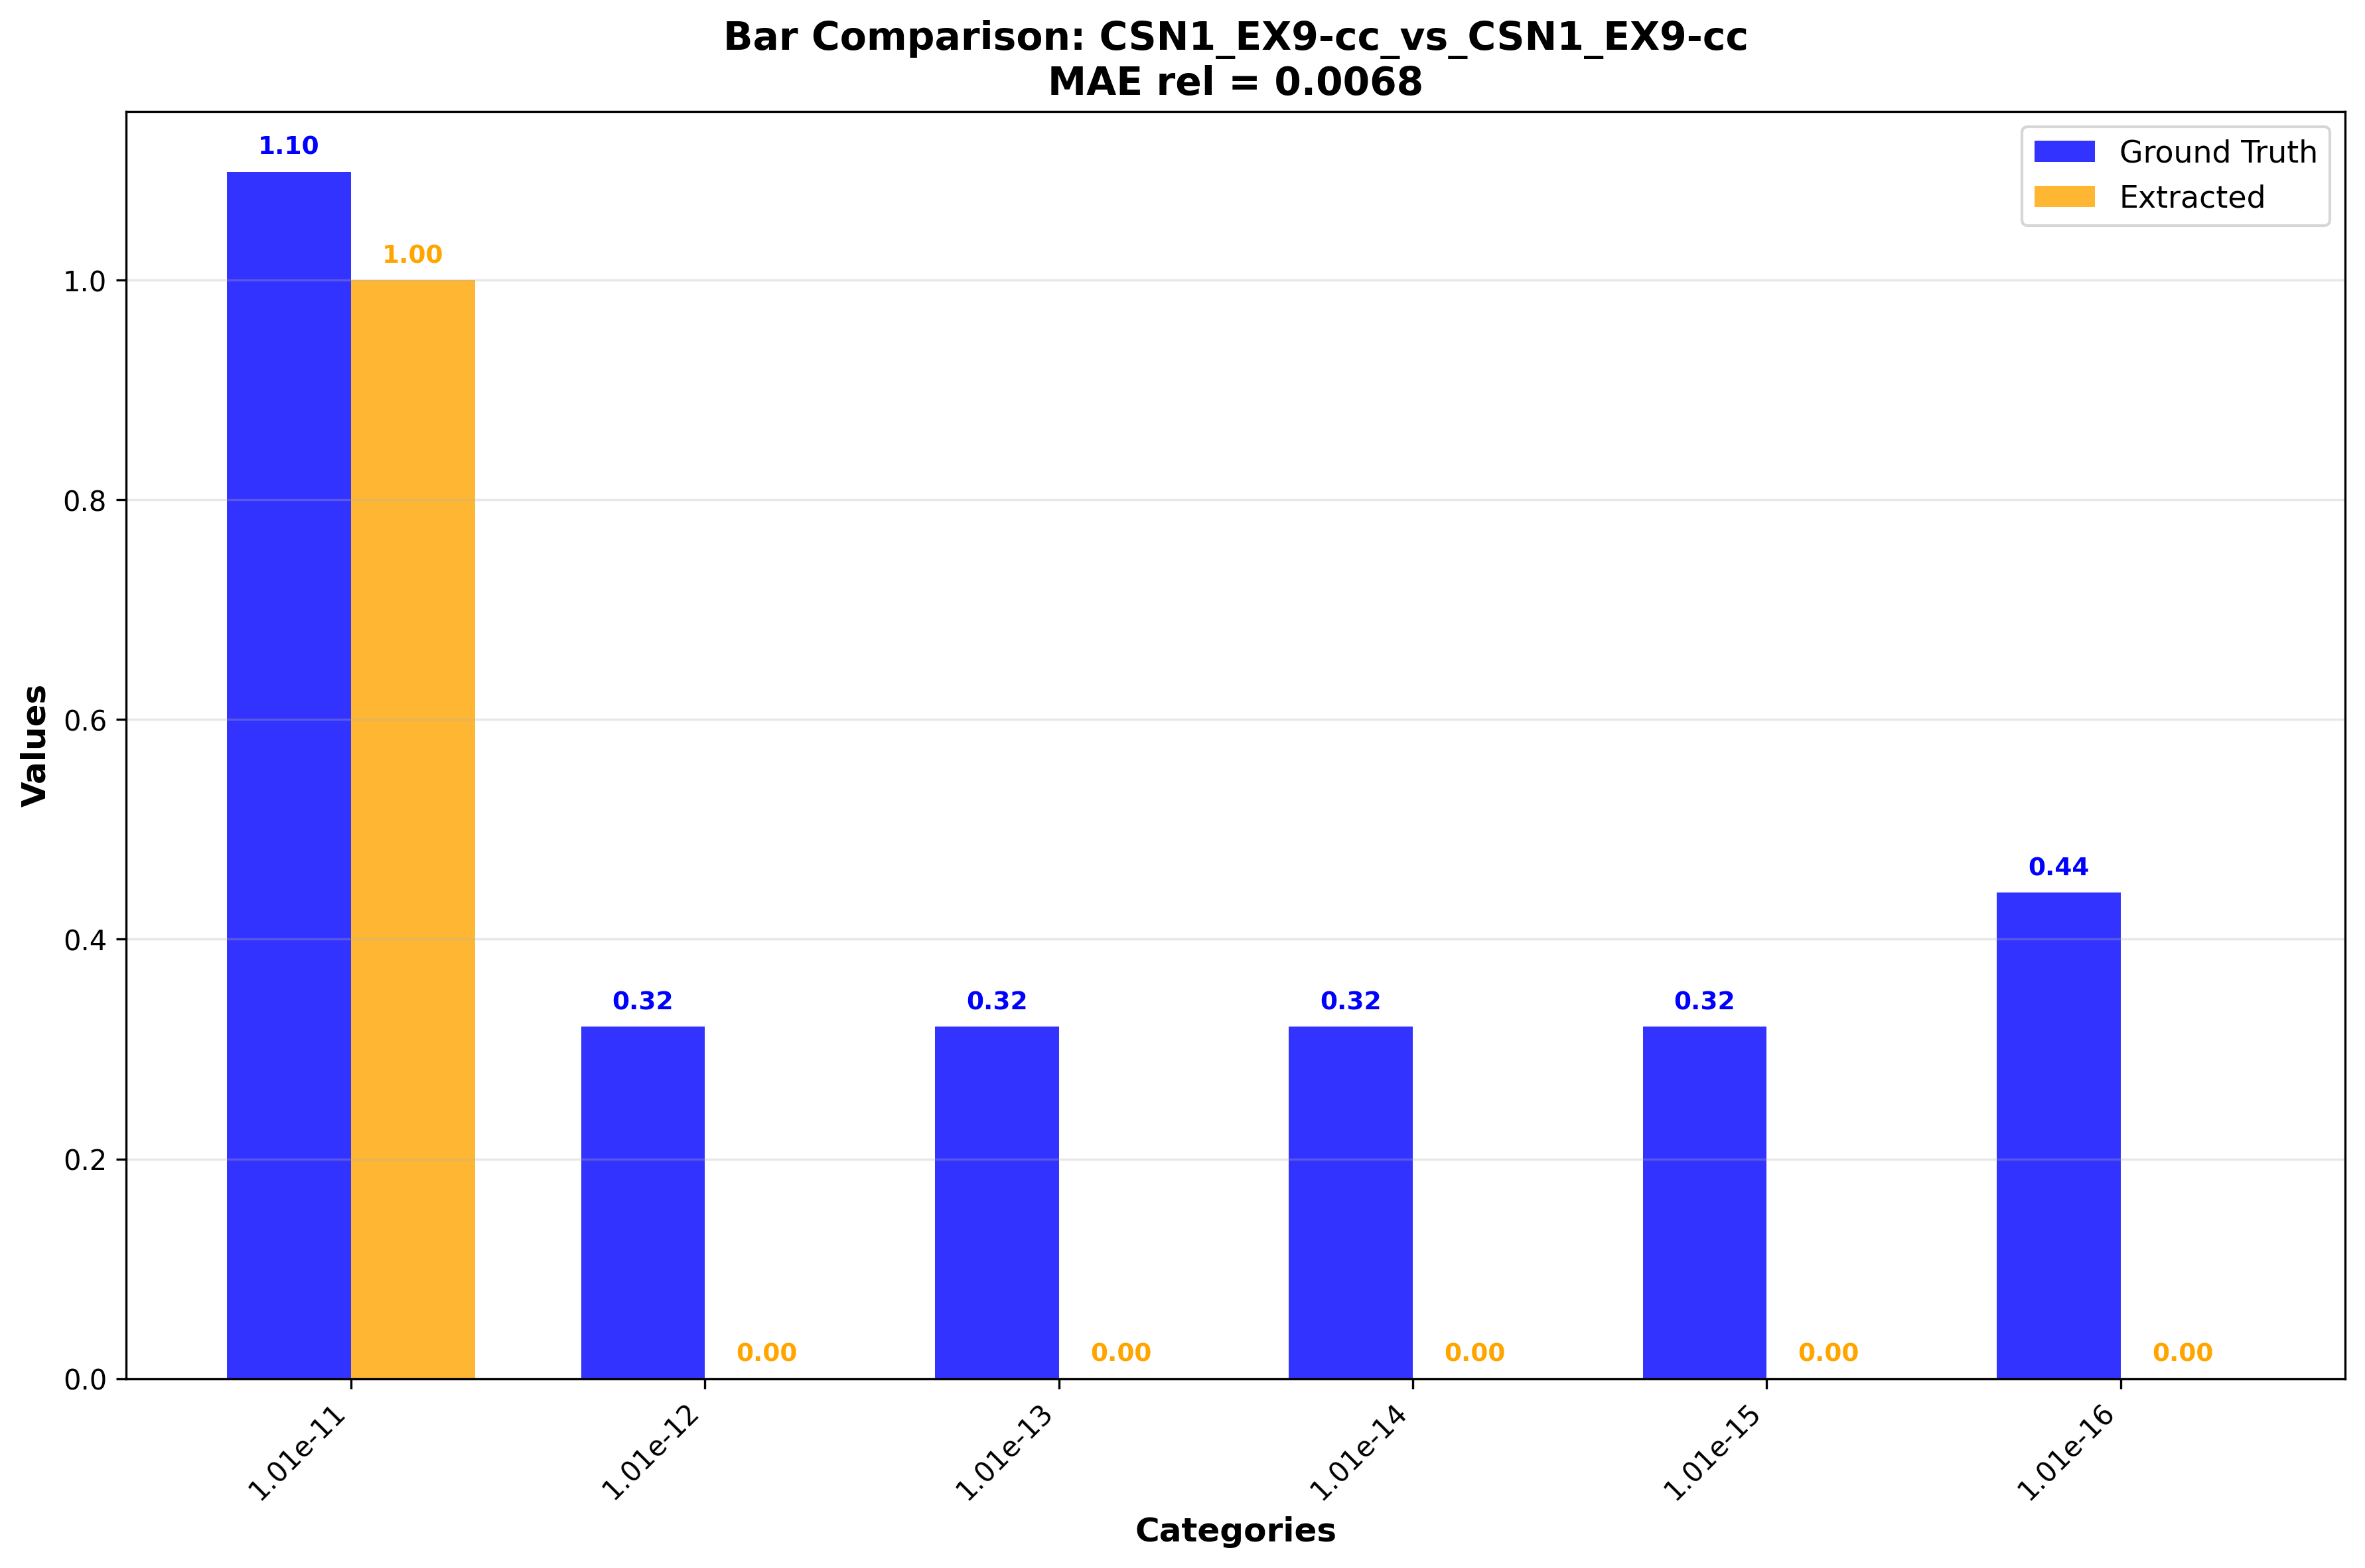 Bar Comparison: CSN1_EX9-cc_vs_CSN1_EX9-cc
MAE rel = 0.0068
Ground Truth
Extracted
1.10
1.00
0.32
0.00
0.32
0.00
0.32
0.00
0.32
0.00
0.44
0.00
1.0
0.8
0.6
0.4
0.2
0.0
Values
1.01e-11
1.01e-12
1.01e-13
1.01e-14
1.01e-15
1.01e-16
Categories